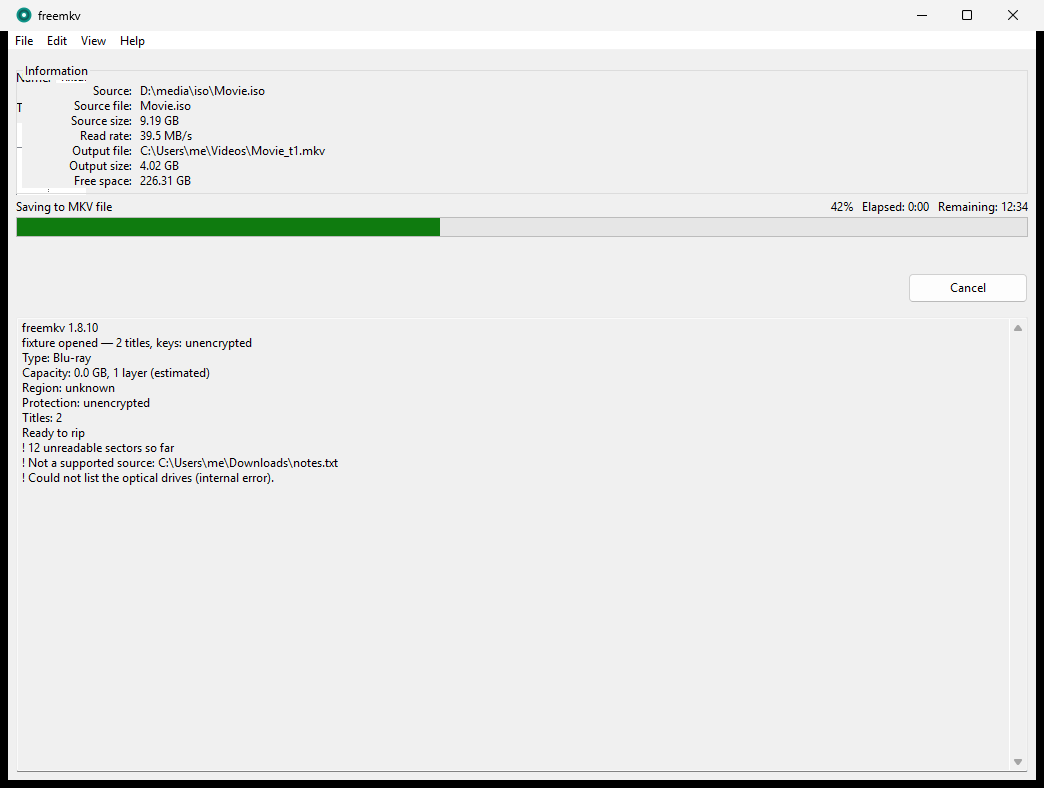 freemkv
File Edit View Help
Information
Source: D:\media\iso\Movie.iso
Source file: Movie.iso
Source size: 9.19 GB
Read rate: 39.5 MB/s
Output file: C:\Users\me\Videos\Movie_t1.mkv
Output size: 4.02 GB
Free space: 226.31 GB
Saving to MKV file 42% Elapsed: 0:00 Remaining: 12:34
Cancel
freemkv 1.8.10
fixture opened — 2 titles, keys: unencrypted
Type: Blu-ray
Capacity: 0.0 GB, 1 layer (estimated)
Region: unknown
Protection: unencrypted
Titles: 2
Ready to rip
! 12 unreadable sectors so far
! Not a supported source: C:\Users\me\Downloads\notes.txt
! Could not list the optical drives (internal error).